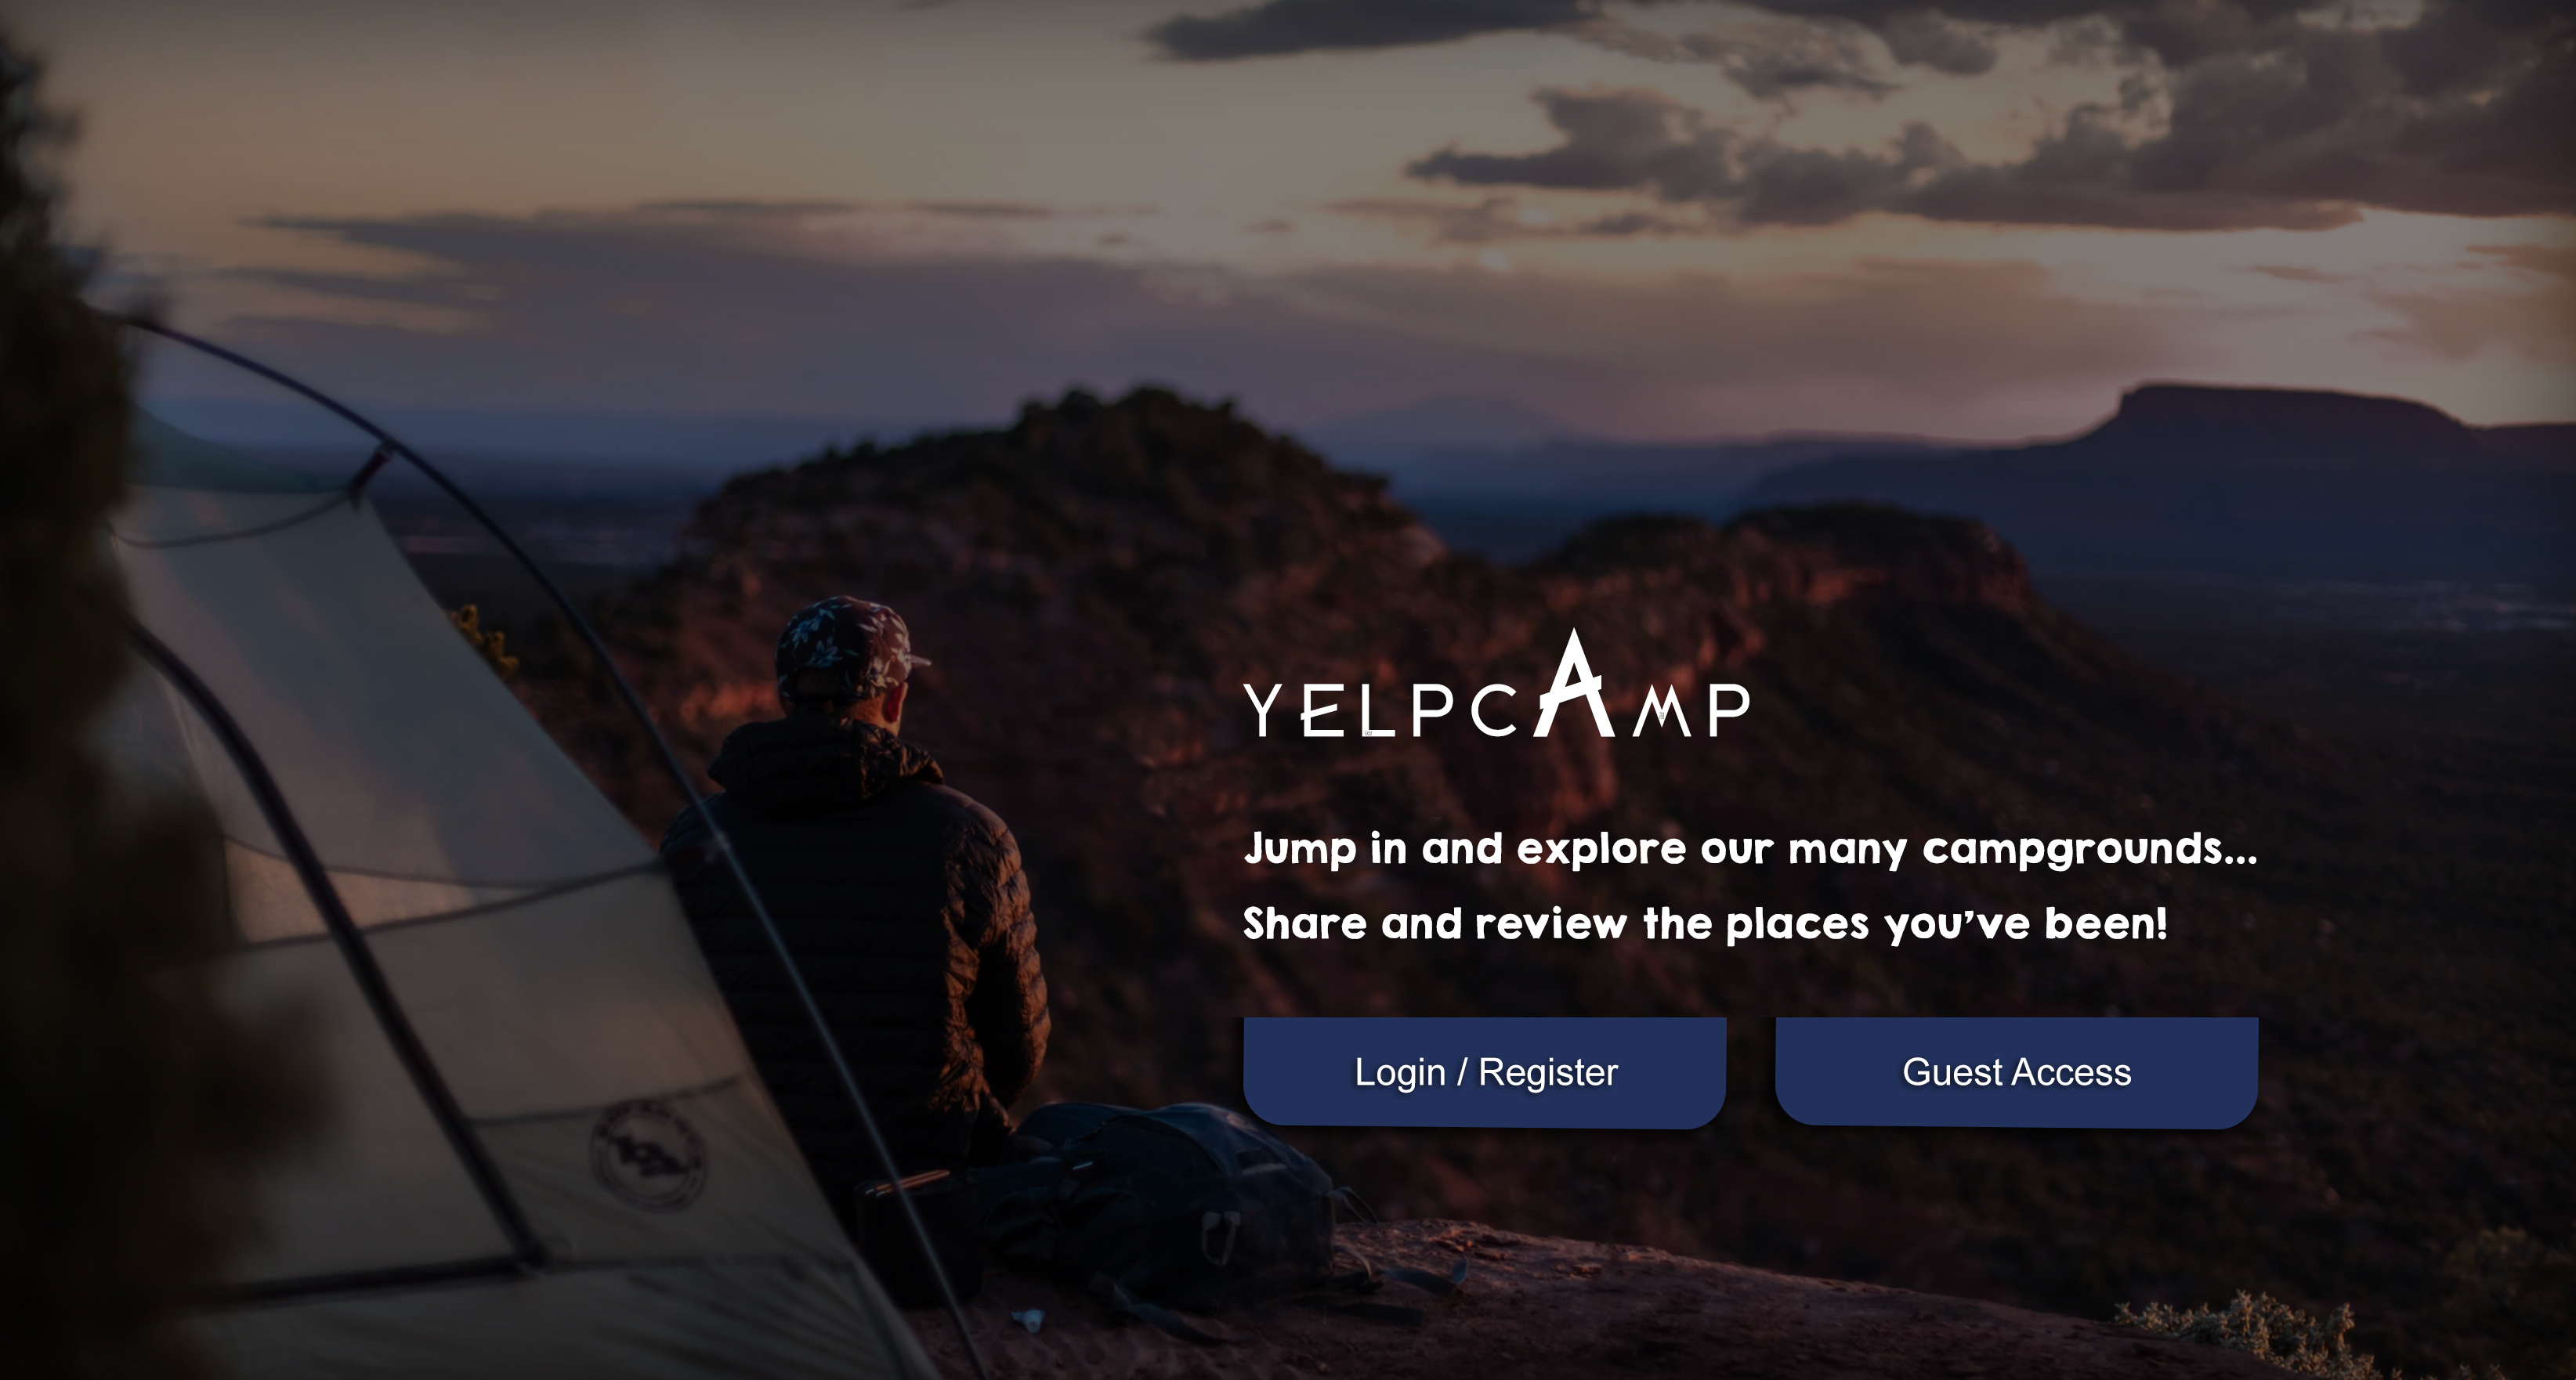 YELPCAMP
Jump in and explore our many campgrounds...
Share and review the places you've been!
Login / Register
Guest Access